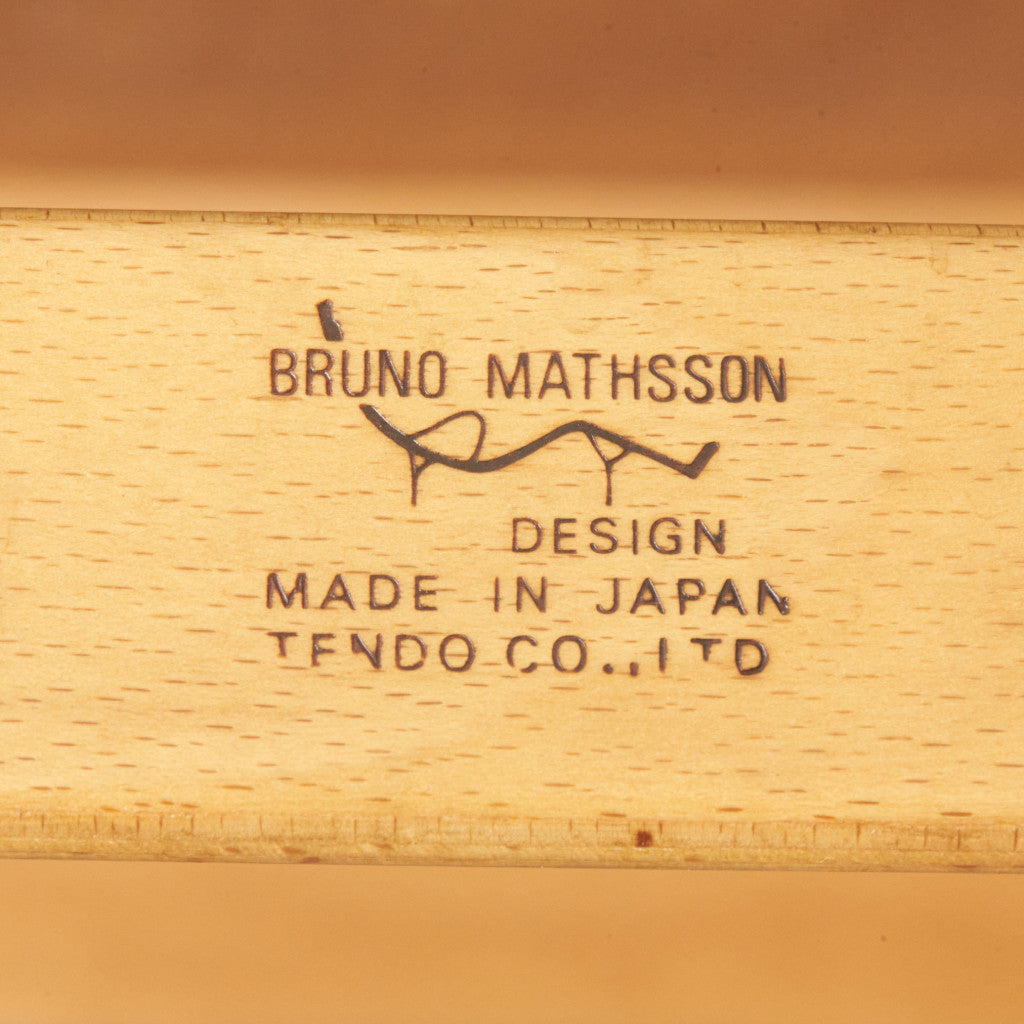 BRUNO MATHSSON
DESIGN
MADE IN JAPAN
TENDO CO.,LTD